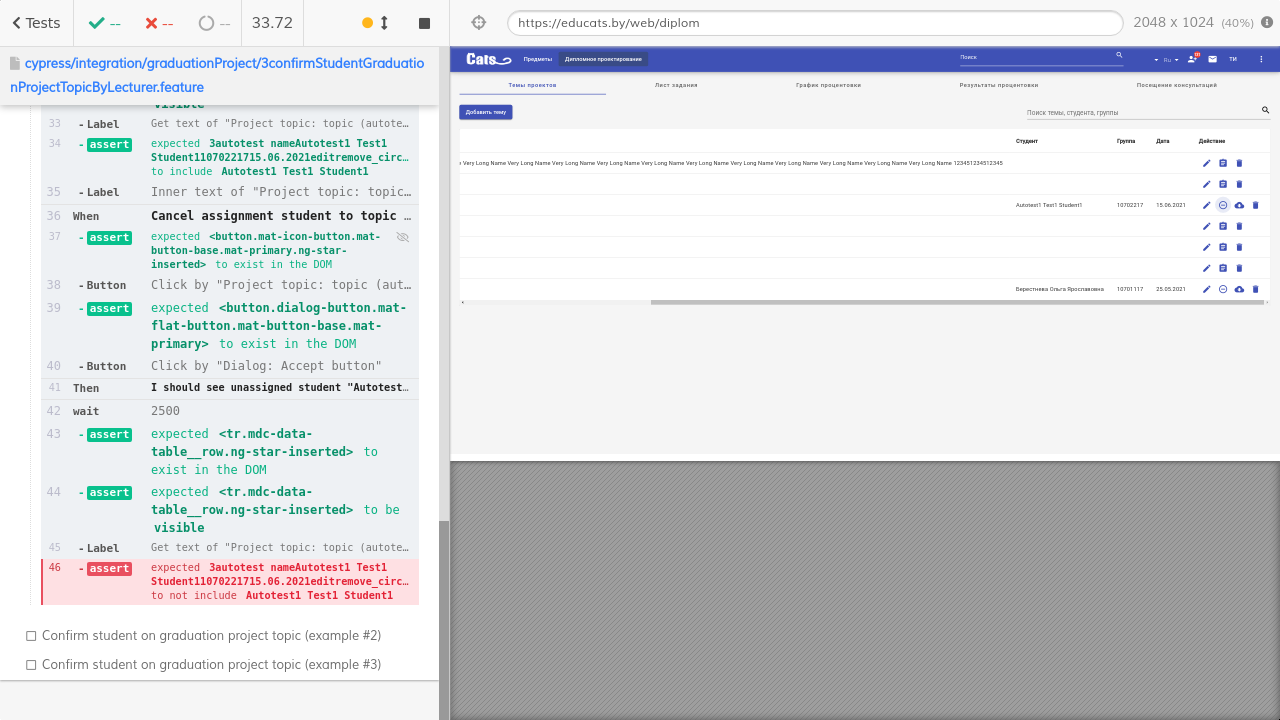 Tests
--
--
--
33.72
https://educats.by/web/diplom
2048 x 1024 (40%)
cypress/integration/graduationProject/3confirmStudentGraduatio
nProjectTopicByLecturer.feature
visible
33 - Label Get text of "Project topic: topic (autote…
34 - assert expected 3autotest nameAutotest1 Test1
Student11070221715.06.2021editremove_circ…
to include Autotest1 Test1 Student1
35 - Label Inner text of "Project topic: topic…
36 When Cancel assignment student to topic …
37 - assert expected <button.mat-icon-button.mat-
button-base.mat-primary.ng-star-
inserted> to exist in the DOM
38 - Button Click by "Project topic: topic (aut…
39 - assert expected <button.dialog-button.mat-
flat-button.mat-button-base.mat-
primary> to exist in the DOM
40 - Button Click by "Dialog: Accept button"
41 Then I should see unassigned student "Autotest…
42 wait 2500
43 - assert expected <tr.mdc-data-
table__row.ng-star-inserted> to
exist in the DOM
44 - assert expected <tr.mdc-data-
table__row.ng-star-inserted> to be
visible
45 - Label Get text of "Project topic: topic (autote…
46 - assert expected 3autotest nameAutotest1 Test1
Student11070221715.06.2021editremove_circ…
to not include Autotest1 Test1 Student1
Confirm student on graduation project topic (example #2)
Confirm student on graduation project topic (example #3)
Cats Предметы Дипломное проектирование Поиск Ru ТИ
Темы проектов Лист задания График процентовки Результаты процентовки Посещение консультаций
Добавить тему Поиск темы, студента, группы
Студент Группа Дата Действие
Very Long Name Very Long Name Very Long Name Very Long Name Very Long Name Very Long Name Very Long Name Very Long Name Very Long Name Very Long Name Very Long Name 123451234512345
Autotest1 Test1 Student1 10702217 15.06.2021
Берестнева Ольга Ярославовна 10701117 25.05.2021